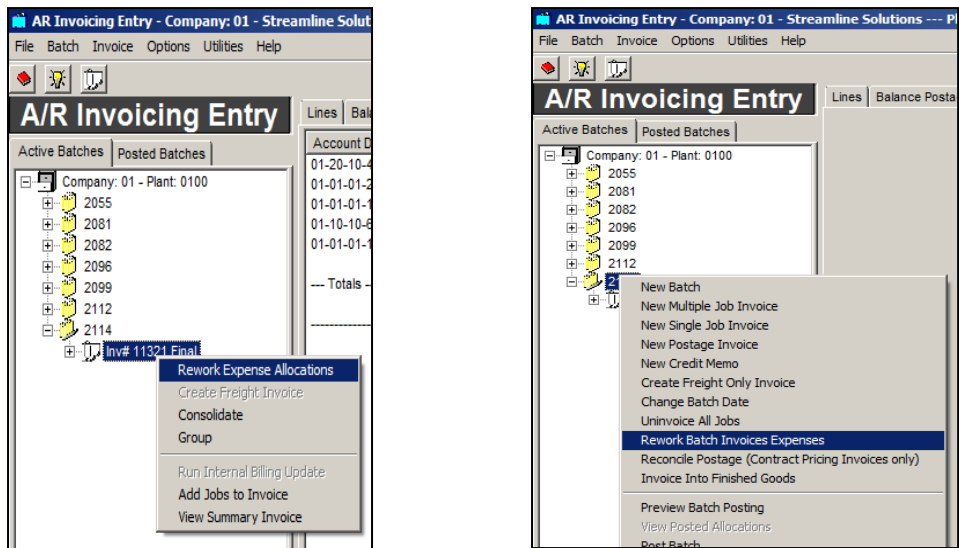 AR Invoicing Entry - Company: 01 - Streamline Solut
File Batch Invoice Options Utilities Help
A/R Invoicing Entry
Lines Bala
Active Batches Posted Batches
Account D
Company: 01 - Plant: 0100
01-20-10-4
2055
01-01-01-2
2081
01-01-01-1
2082
01-10-10-6
2096
01-01-01-1
2099
--- Totals -
2112
2114
Inv# 11321 Final
Rework Expense Allocations
Create Freight Invoice
Consolidate
Group
Run Internal Billing Update
Add Jobs to Invoice
View Summary Invoice
AR Invoicing Entry - Company: 01 - Streamline Solutions --- Pl
File Batch Invoice Options Utilities Help
A/R Invoicing Entry
Lines Balance Posta
Active Batches Posted Batches
Company: 01 - Plant: 0100
2055
2081
2082
2096
2099
2112
New Batch
New Multiple Job Invoice
New Single Job Invoice
New Postage Invoice
New Credit Memo
Create Freight Only Invoice
Change Batch Date
Uninvoice All Jobs
Rework Batch Invoices Expenses
Reconcile Postage (Contract Pricing Invoices only)
Invoice Into Finished Goods
Preview Batch Posting
View Posted Allocations
Post Batch